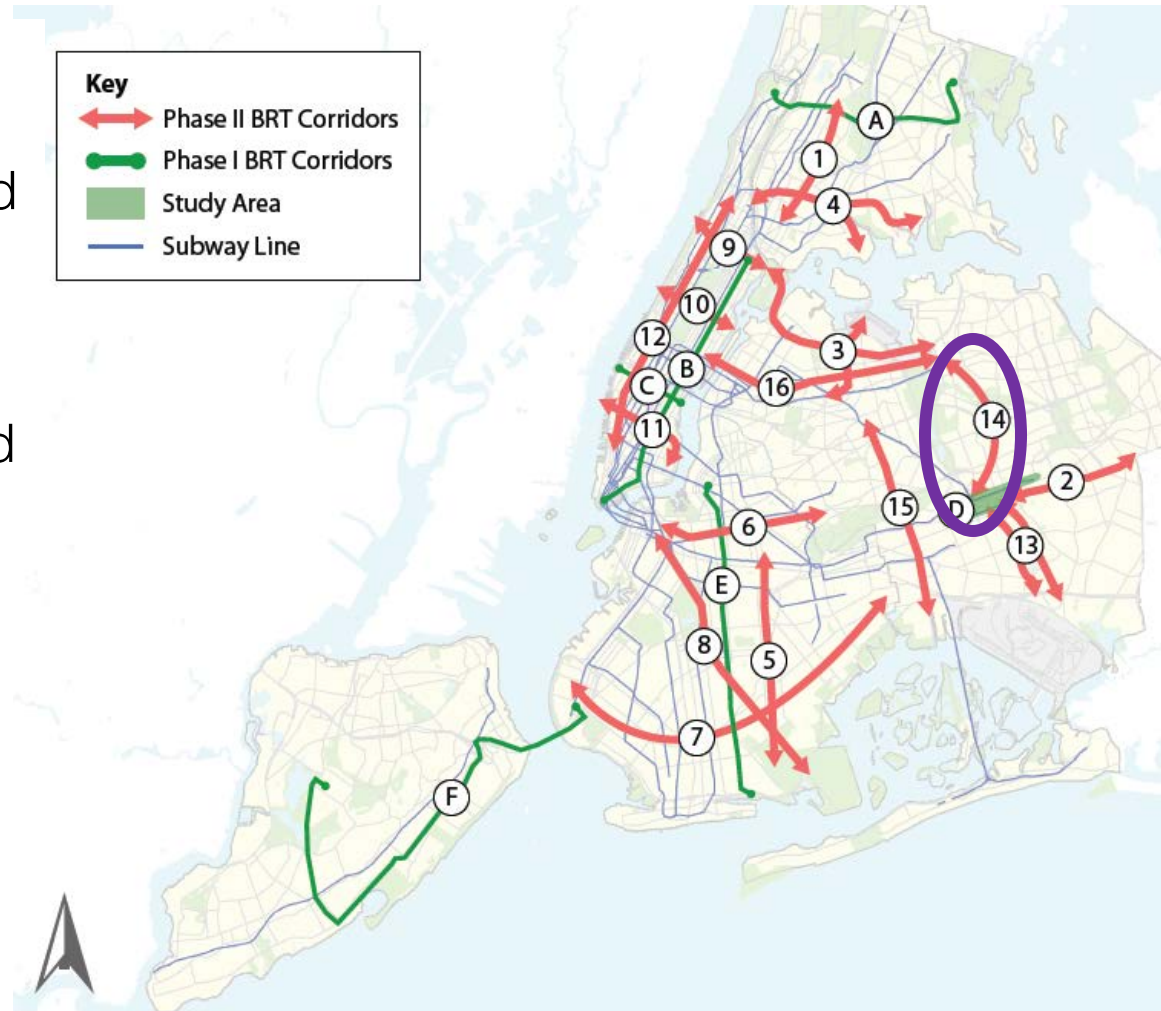 Key
Phase II BRT Corridors
Phase I BRT Corridors
Study Area
Subway Line
d
d
A
1
4
9
10
12
3
B
16
C
14
11
2
15
D
6
13
E
8
5
7
F